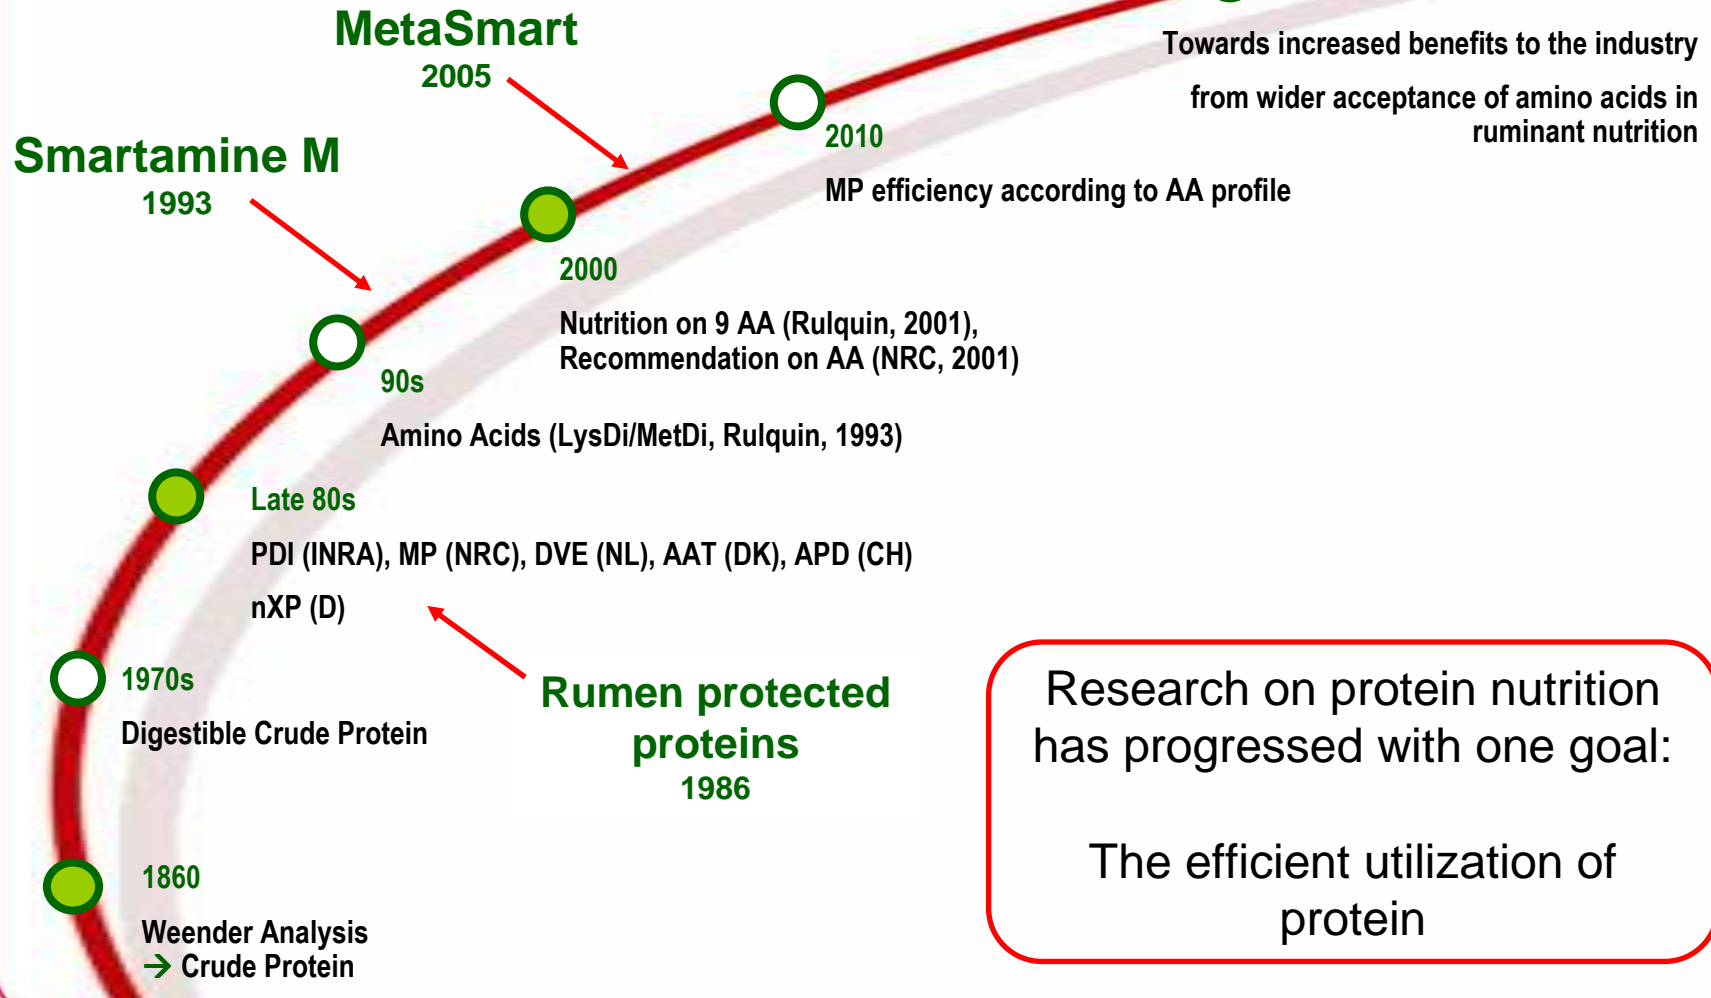 MetaSmart
2005
Towards increased benefits to the industry
from wider acceptance of amino acids in
ruminant nutrition
2010
MP efficiency according to AA profile
Smartamine M
1993
2000
Nutrition on 9 AA (Rulquin, 2001),
Recommendation on AA (NRC, 2001)
90s
Amino Acids (LysDi/MetDi, Rulquin, 1993)
Late 80s
PDI (INRA), MP (NRC), DVE (NL), AAT (DK), APD (CH)
nXP (D)
1970s
Digestible Crude Protein
Rumen protected
proteins
1986
1860
Weender Analysis
→ Crude Protein
Research on protein nutrition
has progressed with one goal:
The efficient utilization of
protein